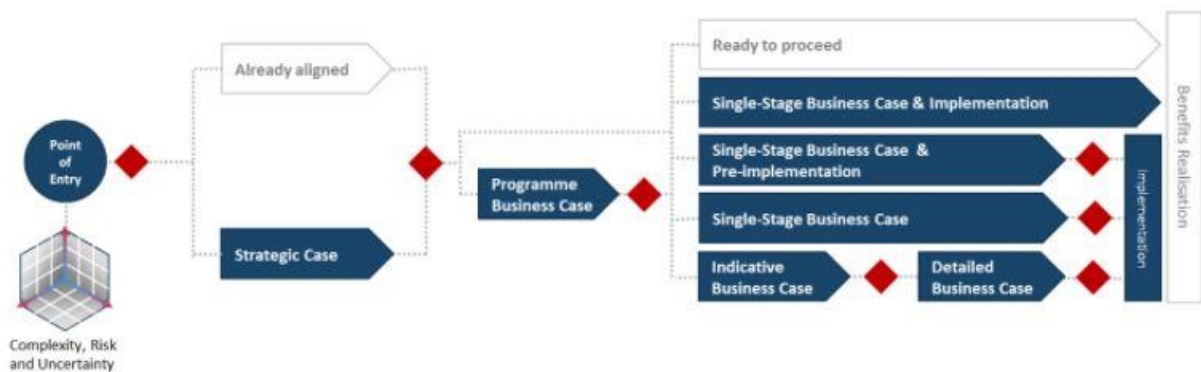 Point
of
Entry
Complexity, Risk
and Uncertainty
Already aligned
Strategic Case
Programme
Business Case
Ready to proceed
Single-Stage Business Case & Implementation
Single-Stage Business Case &
Pre-implementation
Single-Stage Business Case
Indicative
Business Case
Detailed
Business Case
Implementation
Benefits Realisation